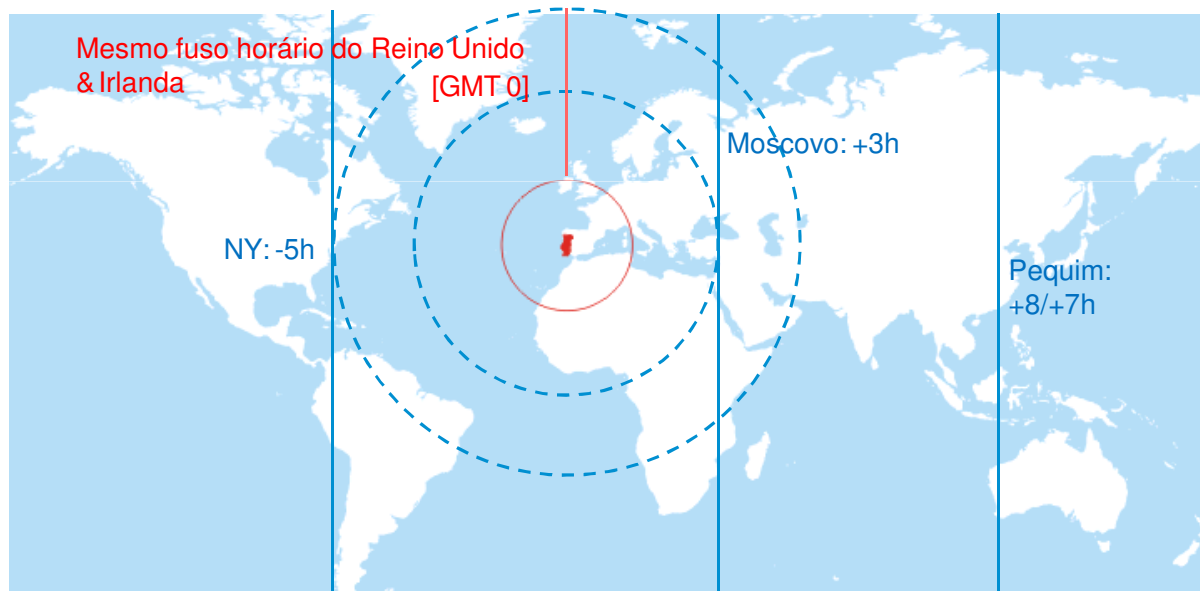 Mesmo fuso horário do Reino Unido
& Irlanda
[GMT 0]
Moscovo: +3h
NY: -5h
Pequim:
+8/+7h